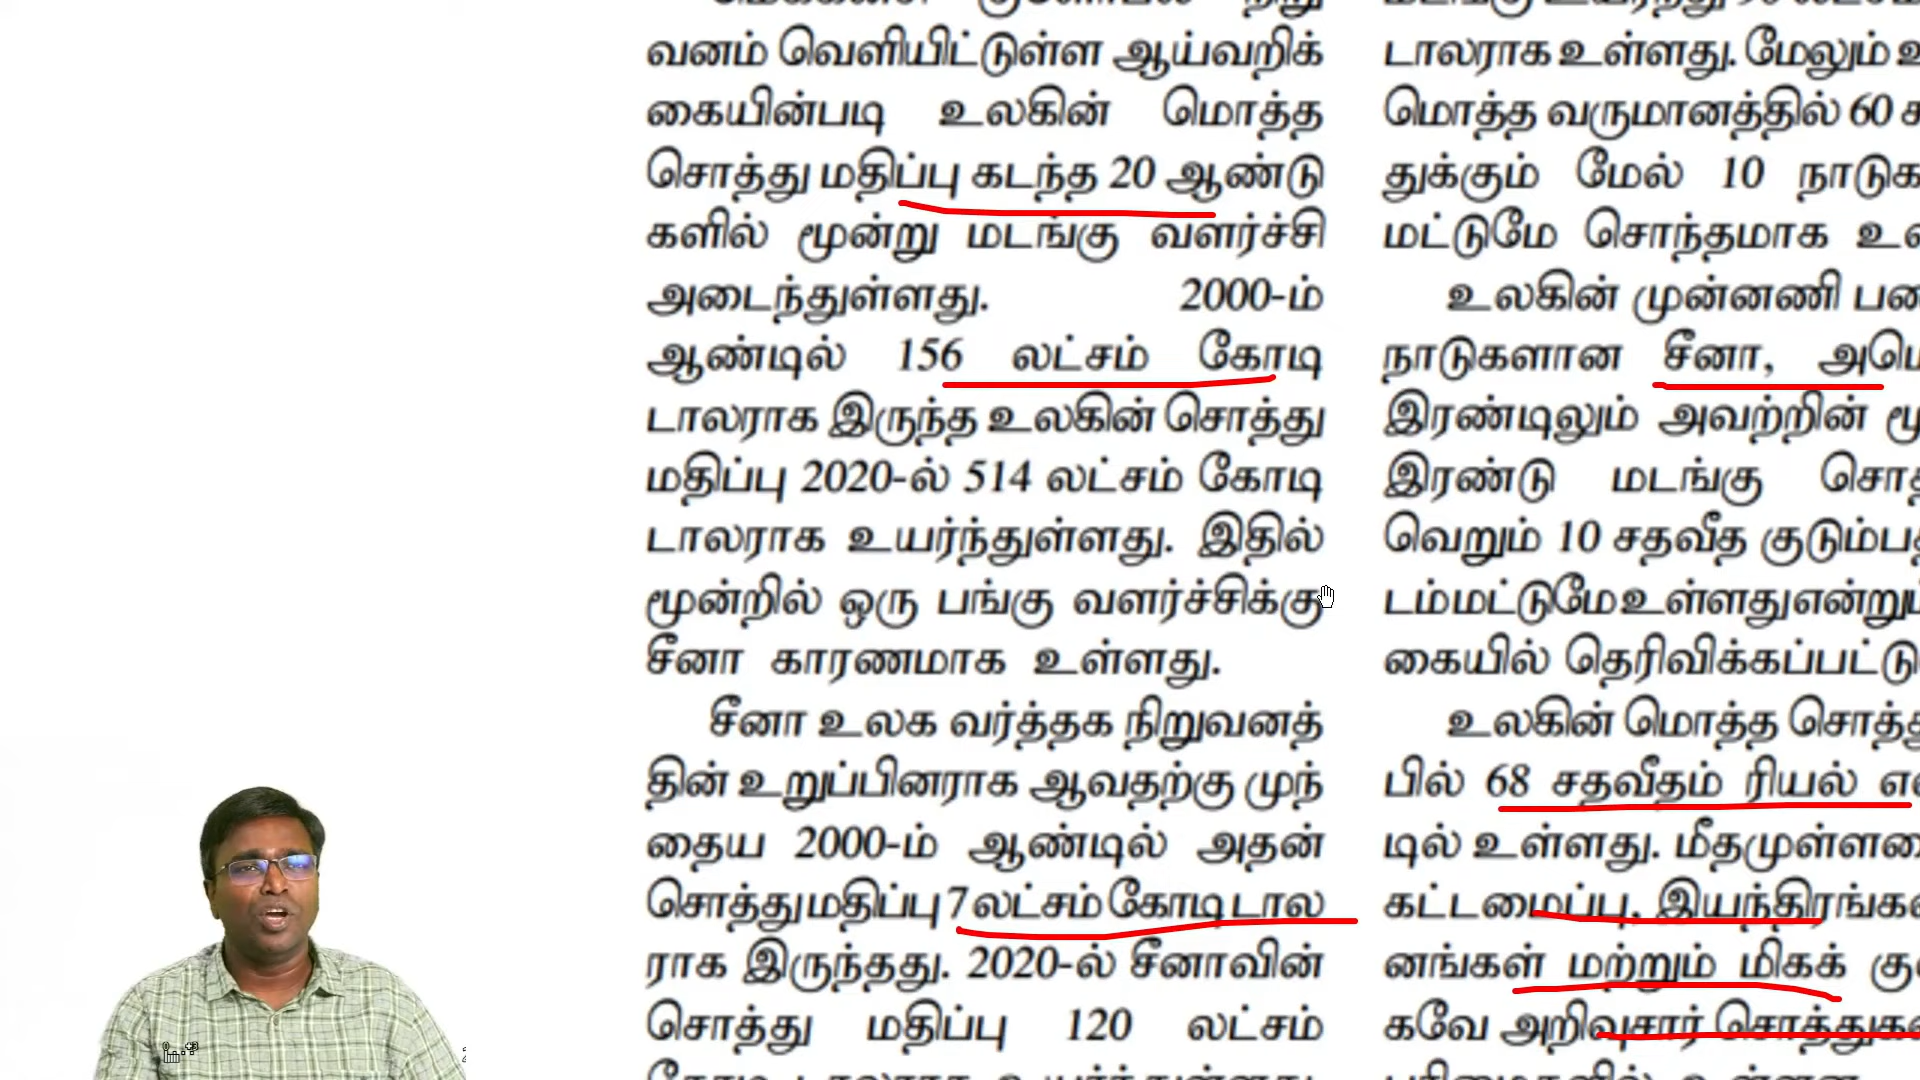 வனம் வெளியிட்டுள்ள ஆய்வறிக்
கையின்படி உலகின் மொத்த
சொத்து மதிப்பு கடந்த 20 ஆண்டு
களில் மூன்று மடங்கு வளர்ச்சி
அடைந்துள்ளது. 2000-ம்
ஆண்டில் 156 லட்சம் கோடி
டாலராக இருந்த உலகின் சொத்து
மதிப்பு 2020-ல் 514 லட்சம் கோடி
டாலராக உயர்ந்துள்ளது. இதில்
மூன்றில் ஒரு பங்கு வளர்ச்சிக்கு
சீனா காரணமாக உள்ளது.
சீனா உலக வர்த்தக நிறுவனத்
தின் உறுப்பினராக ஆவதற்கு முந்
தைய 2000-ம் ஆண்டில் அதன்
சொத்து மதிப்பு 7 லட்சம் கோடி டால
ராக இருந்தது. 2020-ல் சீனாவின்
சொத்து மதிப்பு 120 லட்சம்
டாலராக உள்ளது. மேலும்
மொத்த வருமானத்தில் 60
துக்கும் மேல் 10
மட்டுமே சொந்தமாக
உலகின் முன்னணி
நாடுகளான சீனா,
இரண்டிலும் அவற்றின்
இரண்டு மடங்கு
வெறும் 10 சதவீத
டம் மட்டுமே உள்ளது
கையில்
உலகின் மொத்த
பில் 68 சதவீதம் ரியல்
டில் உள்ளது.
கட்டமைப்பு,
னங்கள் மற்றும் மிகக்
கவே அறிவுசார்